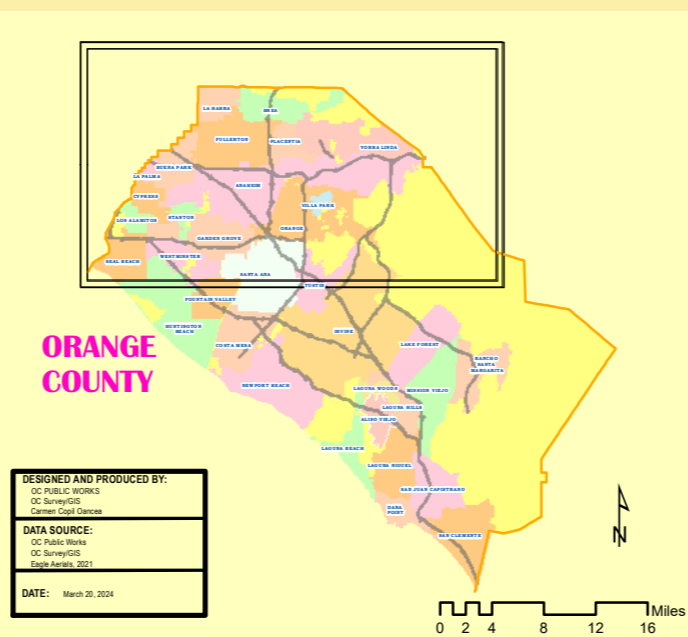 LA HABRA
BREA
FULLERTON
PLACENTIA
YORBA LINDA
BUENA PARK
LA PALMA
ANAHEIM
CYPRESS
VILLA PARK
LOS ALAMITOS
STANTON
ORANGE
GARDEN GROVE
WESTMINSTER
SEAL BEACH
SANTA ANA
TUSTIN
FOUNTAIN VALLEY
HUNTINGTON
BEACH
IRVINE
COSTA MESA
LAKE FOREST
RANCHO
SANTA
MARGARITA
ORANGE
COUNTY
NEWPORT BEACH
LAGUNA WOODS
MISSION VIEJO
LAGUNA HILLS
ALISO VIEJO
LAGUNA BEACH
LAGUNA NIGUEL
SAN JUAN CAPISTRANO
DANA
POINT
SAN CLEMENTE
DESIGNED AND PRODUCED BY:
OC PUBLIC WORKS
OC Survey/GIS
Carmen Copil Oancea
DATA SOURCE:
OC Public Works
OC Survey/GIS
Eagle Aerials, 2021
DATE: March 20, 2024
N
Miles
0 2 4 8 12 16